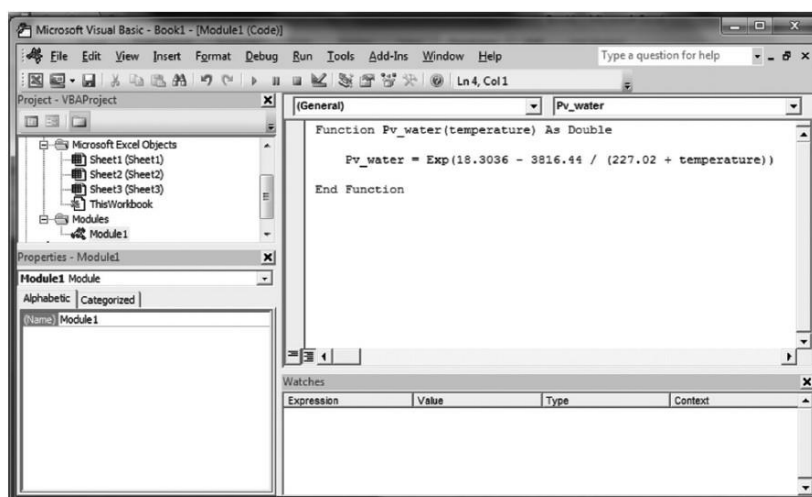 Microsoft Visual Basic - Book1 - [Module1 (Code)]
File Edit View Insert Format Debug Run Tools Add-Ins Window Help Type a question for help
Ln 4, Col 1
Project - VBAProject
(General) Pv_water
Function Pv_water(temperature) As Double
Microsoft Excel Objects
Sheet1 (Sheet1)
Pv_water = Exp(18.3036 - 3816.44 / (227.02 + temperature))
Sheet2 (Sheet2)
Sheet3 (Sheet3)
End Function
ThisWorkbook
Modules
Module1
Properties - Module1
Module1 Module
Alphabetic Categorized
(Name) Module1
Watches
Expression Value Type Context